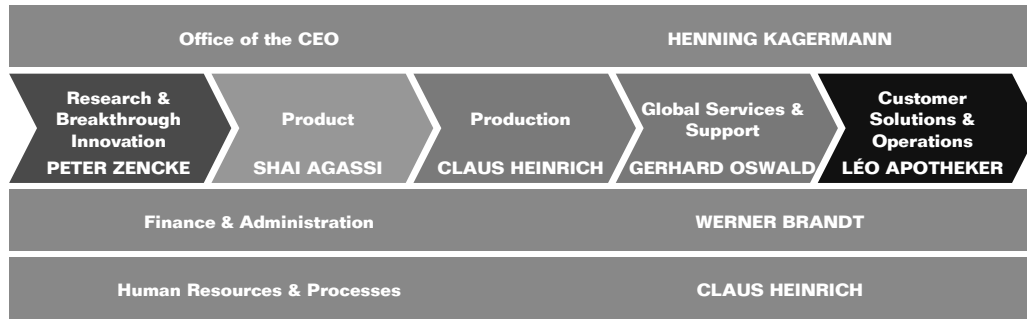 Office of the CEO
HENNING KAGERMANN
Research &
Breakthrough
Innovation
PETER ZENCKE
Product
SHAI AGASSI
Production
CLAUS HEINRICH
Global Services &
Support
GERHARD OSWALD
Customer
Solutions &
Operations
LÉO APOTHEKER
Finance & Administration
WERNER BRANDT
Human Resources & Processes
CLAUS HEINRICH